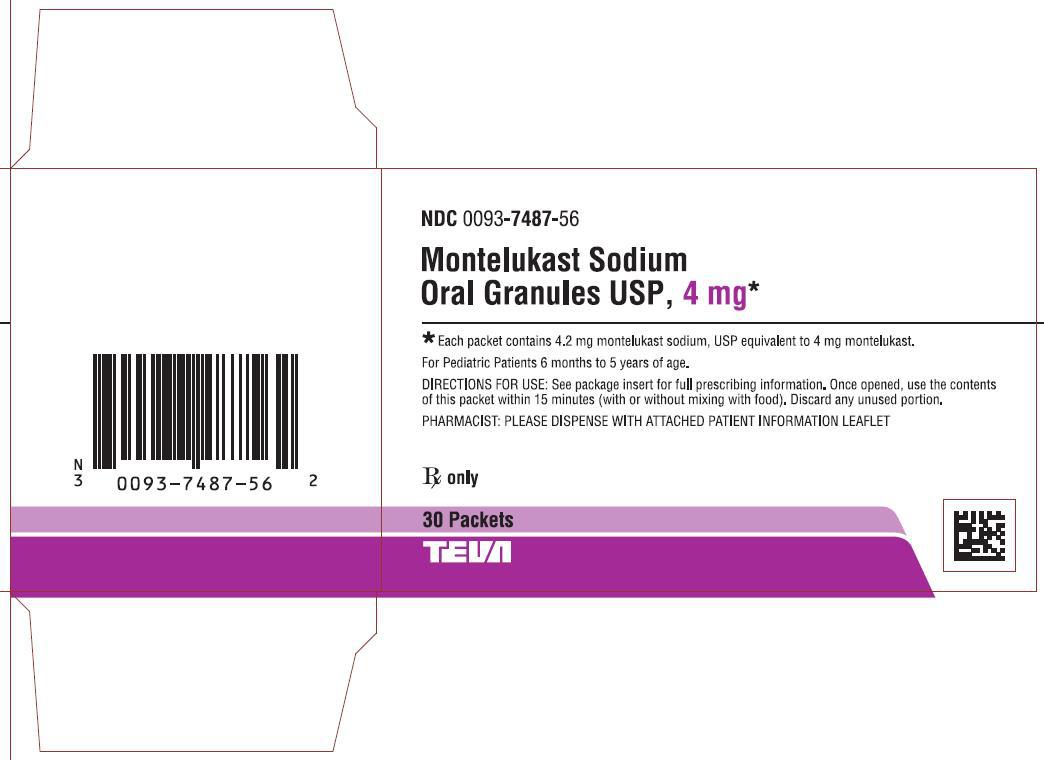 NDC 0093-7487-56
Montelukast Sodium
Oral Granules USP, 4 mg*
* Each packet contains 4.2 mg montelukast sodium, USP equivalent to 4 mg montelukast.
For Pediatric Patients 6 months to 5 years of age.
DIRECTIONS FOR USE: See package insert for full prescribing information. Once opened, use the contents
of this packet within 15 minutes (with or without mixing with food). Discard any unused portion.
PHARMACIST: PLEASE DISPENSE WITH ATTACHED PATIENT INFORMATION LEAFLET
N
3 0093-7487-56 2
℞ only
30 Packets
TEVA